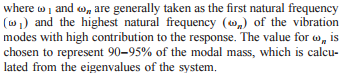 where ω₁ and ωₙ are generally taken as the first natural frequency
(ω₁) and the highest natural frequency (ωₙ) of the vibration
modes with high contribution to the response. The value for ωₙ is
chosen to represent 90–95% of the modal mass, which is calcu-
lated from the eigenvalues of the system.